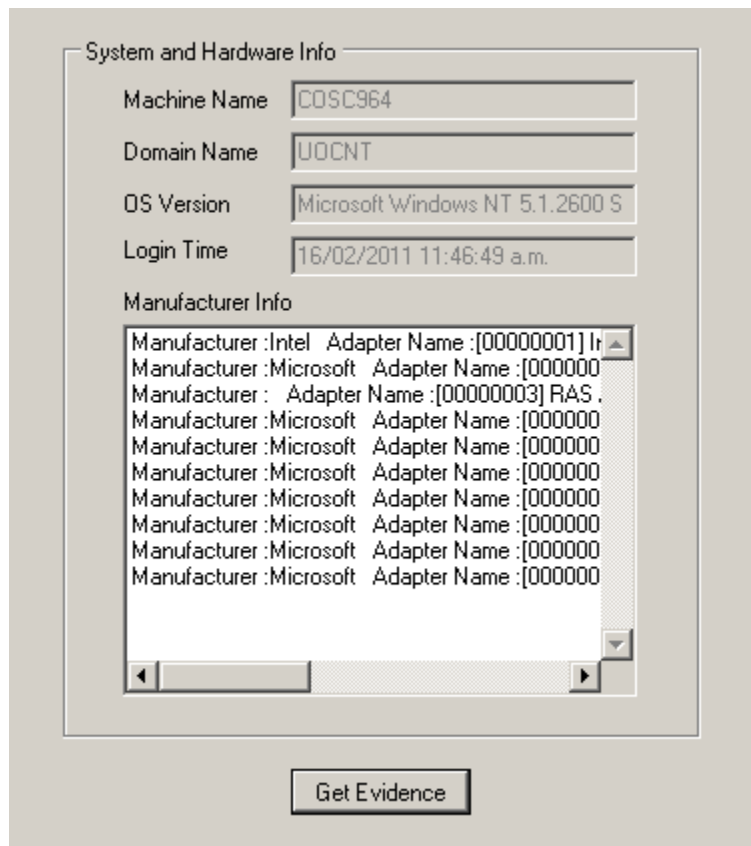 System and Hardware Info
Machine Name COSC964
Domain Name UOCNT
OS Version Microsoft Windows NT 5.1.2600 S
Login Time 16/02/2011 11:46:49 a.m.
Manufacturer Info
Manufacturer :Intel Adapter Name :[00000001] I
Manufacturer :Microsoft Adapter Name :[000000
Manufacturer : Adapter Name :[00000003] RAS
Manufacturer :Microsoft Adapter Name :[000000
Manufacturer :Microsoft Adapter Name :[000000
Manufacturer :Microsoft Adapter Name :[000000
Manufacturer :Microsoft Adapter Name :[000000
Manufacturer :Microsoft Adapter Name :[000000
Manufacturer :Microsoft Adapter Name :[000000
Manufacturer :Microsoft Adapter Name :[000000
Get Evidence